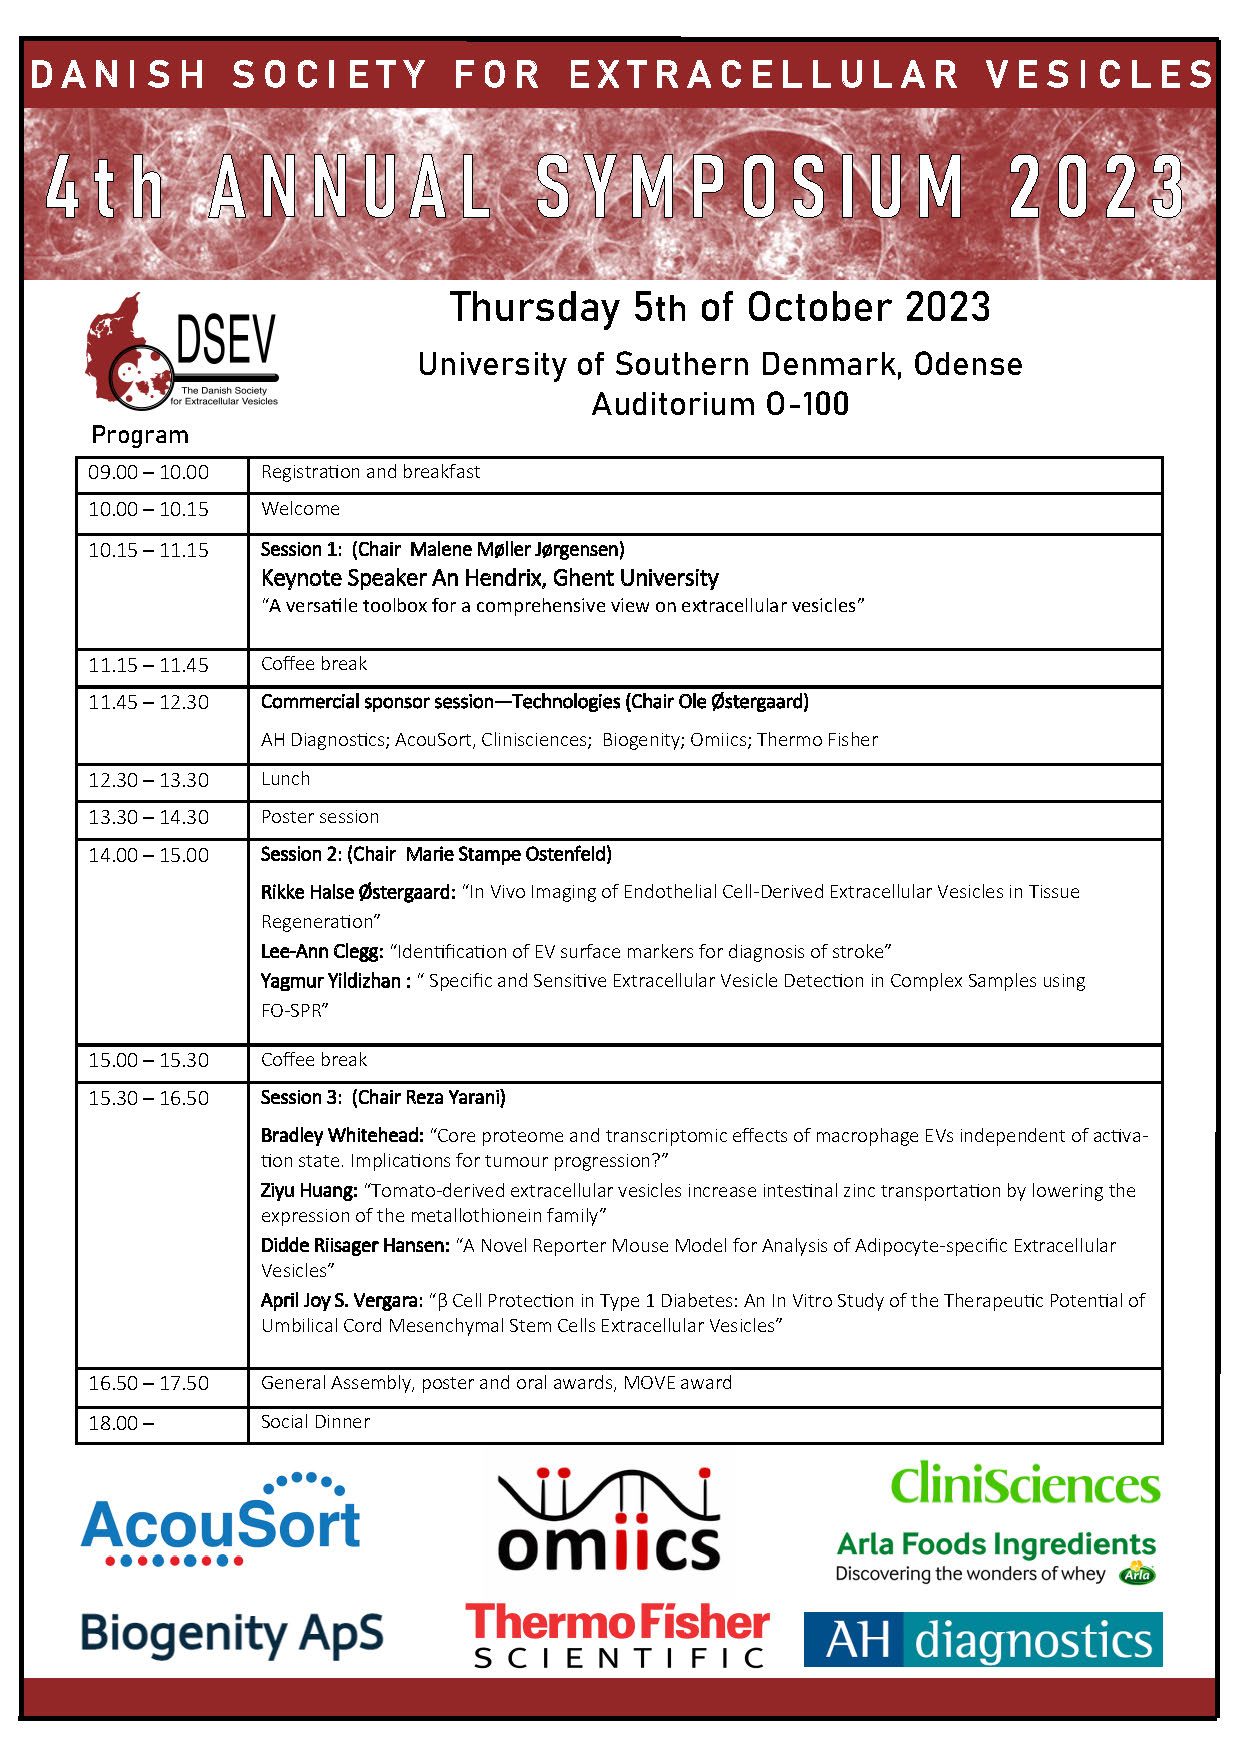 DANISH SOCIETY FOR EXTRACELLULAR VESICLES
4th ANNUAL SYMPOSIUM 2023
DSEV
The Danish Society
for Extracellular Vesicles
Thursday 5th of October 2023
University of Southern Denmark, Odense
Auditorium O-100
Program
09.00 – 10.00 Registration and breakfast
10.00 – 10.15 Welcome
10.15 – 11.15 Session 1: (Chair Malene Møller Jørgensen)
Keynote Speaker An Hendrix, Ghent University
“A versatile toolbox for a comprehensive view on extracellular vesicles”
11.15 – 11.45 Coffee break
11.45 – 12.30 Commercial sponsor session—Technologies (Chair Ole Østergaard)
AH Diagnostics; AcouSort, Clinisciences; Biogenity; Omiics; Thermo Fisher
12.30 – 13.30 Lunch
13.30 – 14.30 Poster session
14.00 – 15.00 Session 2: (Chair Marie Stampe Ostenfeld)
Rikke Halse Østergaard: “In Vivo Imaging of Endothelial Cell-Derived Extracellular Vesicles in Tissue
Regeneration”
Lee-Ann Clegg: “Identification of EV surface markers for diagnosis of stroke”
Yagmur Yildizhan : “ Specific and Sensitive Extracellular Vesicle Detection in Complex Samples using
FO-SPR”
15.00 – 15.30 Coffee break
15.30 – 16.50 Session 3: (Chair Reza Yarani)
Bradley Whitehead: “Core proteome and transcriptomic effects of macrophage EVs independent of activa-
tion state. Implications for tumour progression?”
Ziyu Huang: “Tomato-derived extracellular vesicles increase intestinal zinc transportation by lowering the
expression of the metallothionein family”
Didde Riisager Hansen: “A Novel Reporter Mouse Model for Analysis of Adipocyte-specific Extracellular
Vesicles”
April Joy S. Vergara: “β Cell Protection in Type 1 Diabetes: An In Vitro Study of the Therapeutic Potential of
Umbilical Cord Mesenchymal Stem Cells Extracellular Vesicles”
16.50 – 17.50 General Assembly, poster and oral awards, MOVE award
18.00 – Social Dinner
AcouSort
omiics
CliniSciences
Arla Foods Ingredients
Discovering the wonders of whey
Arla
Biogenity ApS
ThermoFisher
SCIENTIFIC
AH diagnostics